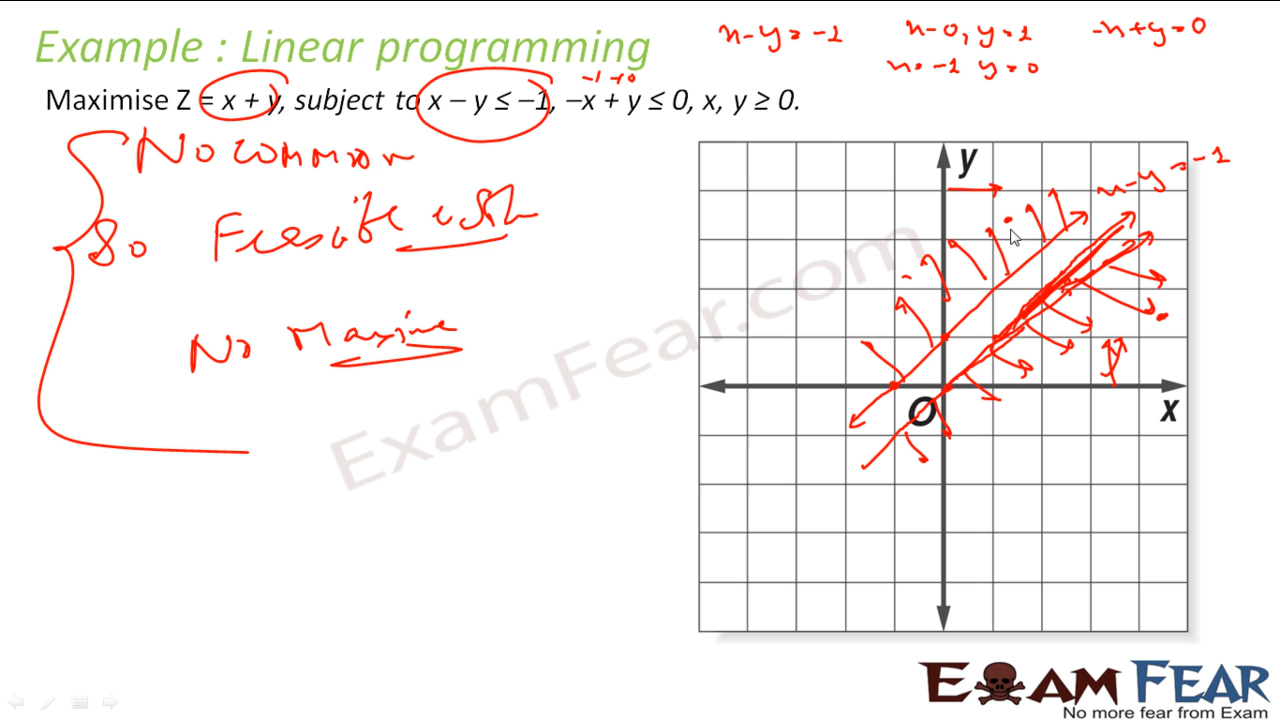 Example : Linear programming
x - y = -1
x - 0, y = 1
-x + y = 0
x = -1 y = 0
-1 + 0
Maximise Z = x + y, subject to x − y ≤ −1, −x + y ≤ 0, x, y ≥ 0.
No common
So Feasible
No Maxime
y
x - y = -1
O
x
ExamFear.com
EXAM FEAR
No more fear from Exam